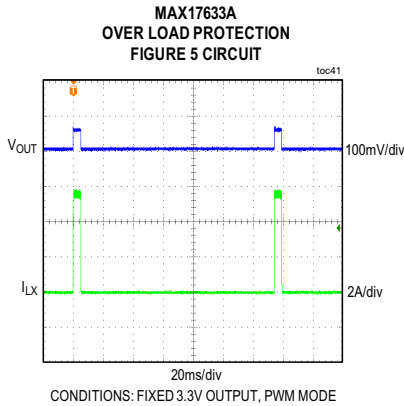 MAX17633A
OVER LOAD PROTECTION
FIGURE 5 CIRCUIT
toc41
T
VOUT
100mV/div
ILX
2A/div
20ms/div
CONDITIONS: FIXED 3.3V OUTPUT, PWM MODE